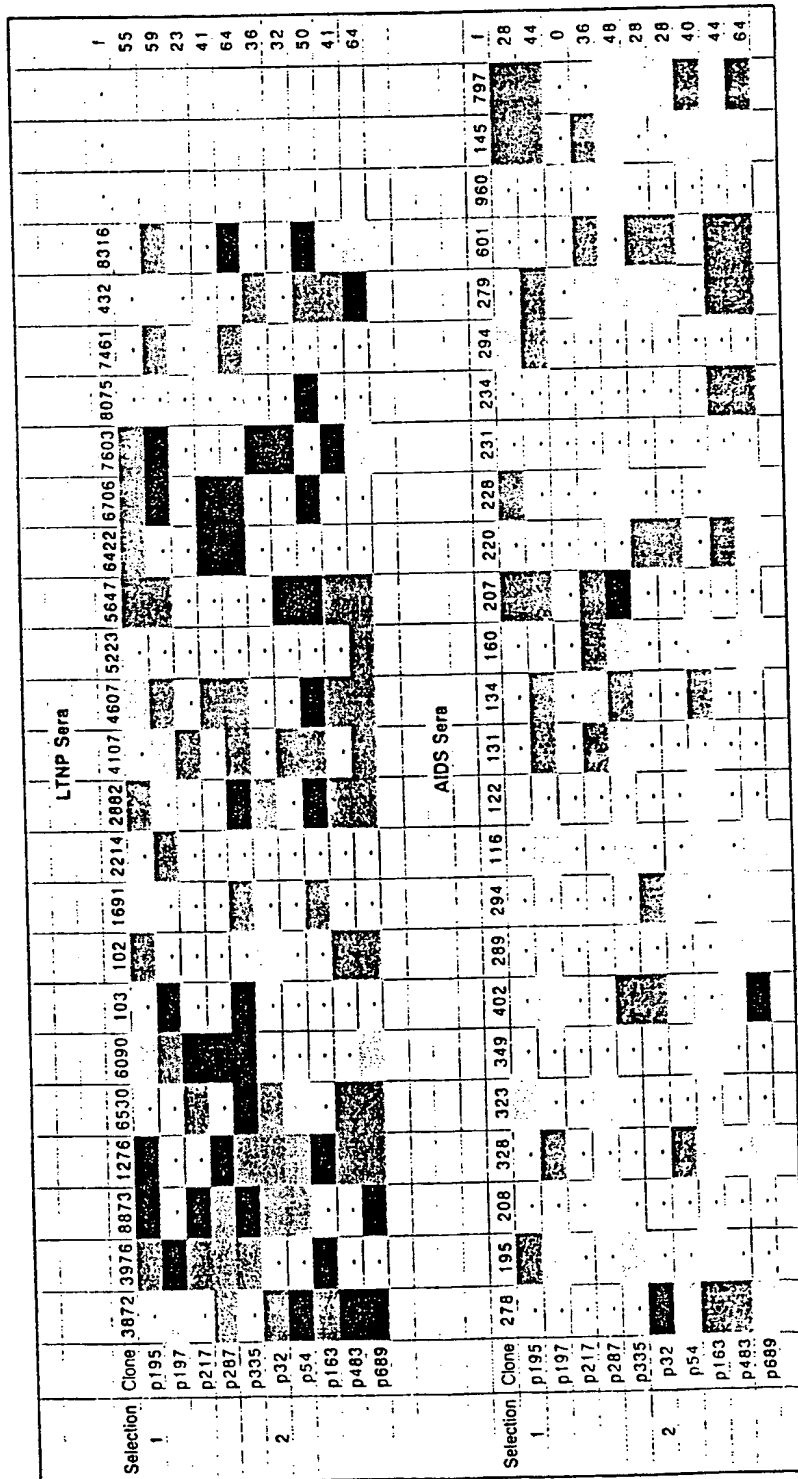 LTNP Sera
Selection Clone 3872 3976 8873 1276 6530 6090 103 102 1691 2214 2882 4107 4607 5223 5647 6422 6706 7603 8075 7461 432 8316 f
1 p195 55
p197 59
p217 23
p287 41
p335 64
2 p32 36
p54 32
p163 50
p483 41
p689 64
AIDS Sera
Selection Clone 278 195 208 328 323 349 402 289 294 116 122 131 134 160 207 220 228 231 234 294 279 601 960 145 797 f
1 p195 28
p197 44
p217 0
p287 36
p335 48
2 p32 28
p54 28
p163 40
p483 44
p689 64